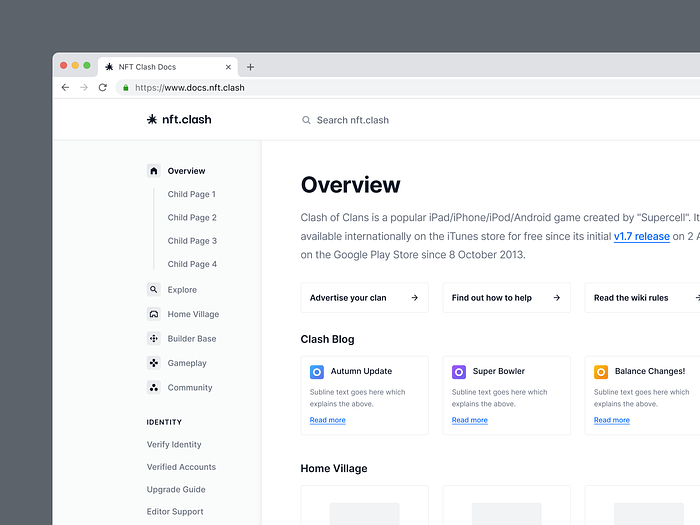 NFT Clash Docs
https://www.docs.nft.clash
nft.clash
Search nft.clash
Overview
Child Page 1
Child Page 2
Child Page 3
Child Page 4
Explore
Home Village
Builder Base
Gameplay
Community
IDENTITY
Verify Identity
Verified Accounts
Upgrade Guide
Editor Support
Overview
Clash of Clans is a popular iPad/iPhone/iPod/Android game created by "Supercell". It
available internationally on the iTunes store for free since its initial v1.7 release on 2 A
on the Google Play Store since 8 October 2013.
Advertise your clan
Find out how to help
Read the wiki rules
Clash Blog
Autumn Update
Subline text goes here which
explains the above.
Read more
Super Bowler
Subline text goes here which
explains the above.
Read more
Balance Changes!
Subline text goes here which
explains the above.
Read more
Home Village